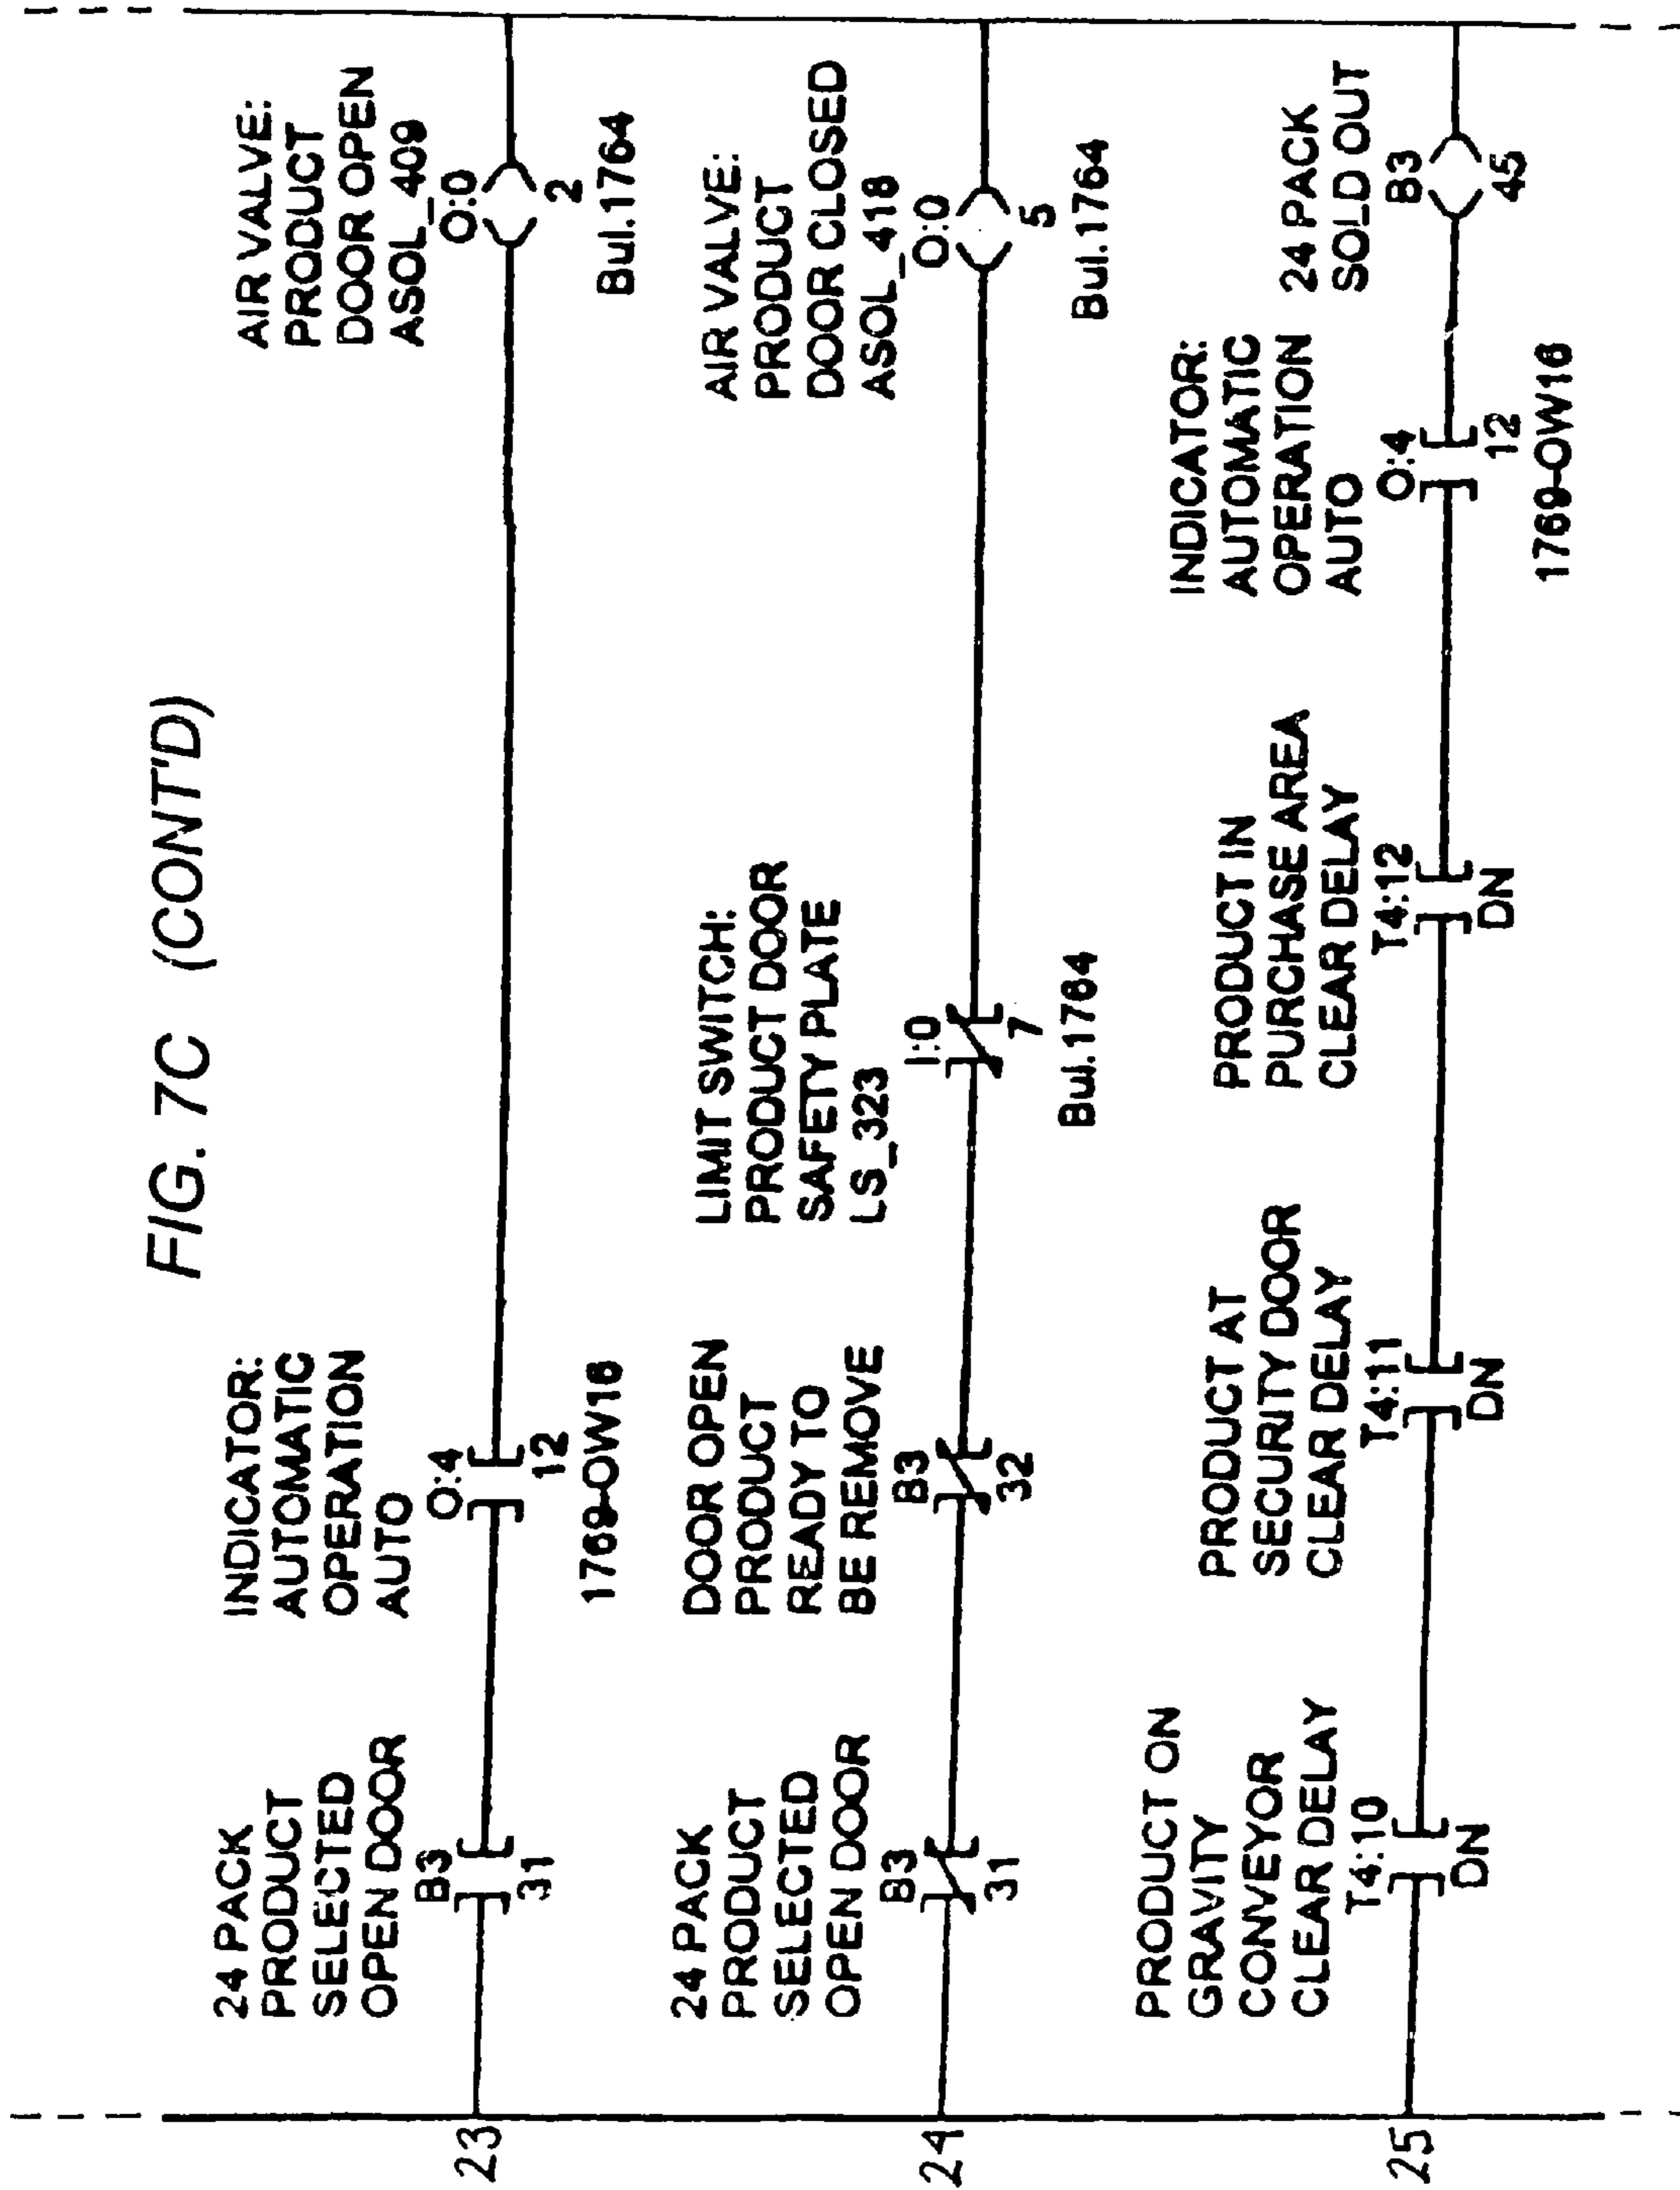 FIG. 7C (CONT'D)
23
24 PACK
PRODUCT
SELECTED
OPEN DOOR
B3
31
INDICATOR:
AUTOMATIC
OPERATION
AUTO
O:4
12
1769-OW16
AIR VALVE:
PRODUCT
DOOR OPEN
ASOL_409
O:0
2
Bul.1764
24
24 PACK
PRODUCT
SELECTED
OPEN DOOR
B3
31
DOOR OPEN
PRODUCT
READY TO
BE REMOVE
B3
32
LIMIT SWITCH:
PRODUCT DOOR
SAFETY PLATE
LS_323
I:0
7
Bul.1764
AIR VALVE:
PRODUCT
DOOR CLOSED
ASOL_418
O:0
5
Bul.1764
25
PRODUCT ON
GRAVITY
CONVEYOR
CLEAR DELAY
T4:10
DN
PRODUCT AT
SECURITY DOOR
CLEAR DELAY
T4:11
DN
PRODUCT IN
PURCHASE AREA
CLEAR DELAY
T4:12
DN
INDICATOR:
AUTOMATIC
OPERATION
AUTO
O:4
12
1769-OW16
24 PACK
SOLD OUT
B3
45